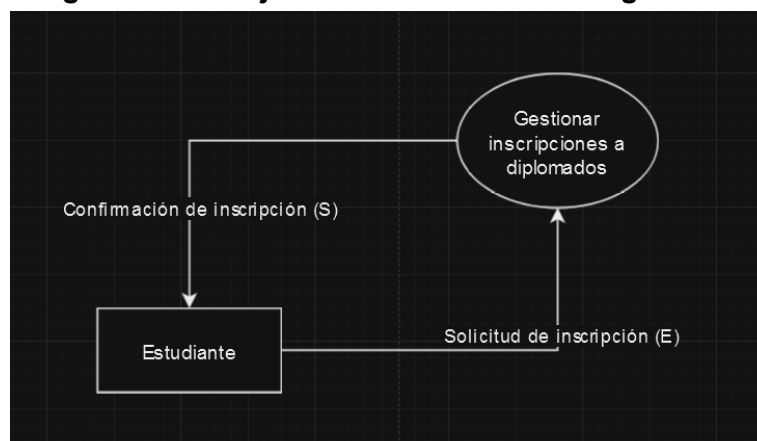 Gestionar
inscripciones a
diplomados
Confirmación de inscripción (S)
Solicitud de inscripción (E)
Estudiante